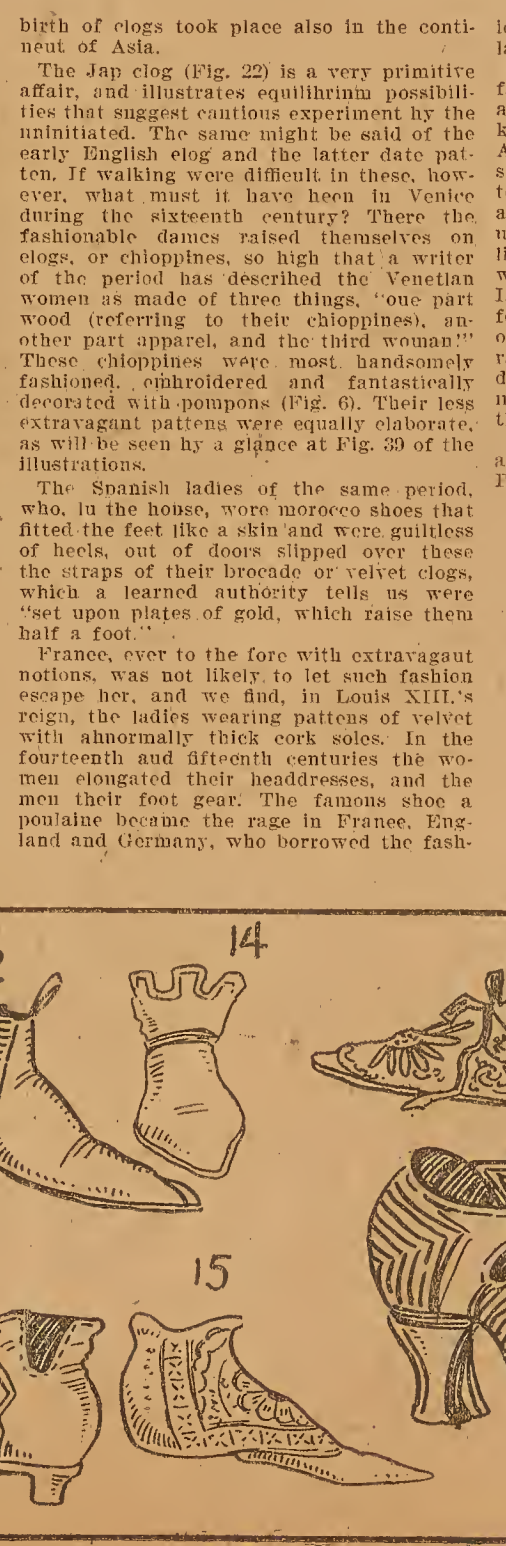 birth of clogs took place also in the conti-
nent of Asia.
The Jap clog (Fig. 22) is a very primitive
affair, and illustrates equilibrium possibili-
ties that suggest cautious experiment by the
uninitiated. The same might be said of the
early English clog and the latter date pat-
ten. If walking were difficult in these, how-
ever, what must it have been in Venice
during the sixteenth century? There the
fashionable dames raised themselves on
clogs, or chioppines, so high that a writer
of the period has described the Venetian
women as made of three things, "one part
wood (referring to their chioppines), an-
other part apparel, and the third woman!"
These chioppines were most handsomely
fashioned, embroidered and fantastically
decorated with pompons (Fig. 6). Their less
extravagant pattens were equally elaborate,
as will be seen by a glance at Fig. 39 of the
illustrations.
The Spanish ladies of the same period,
who, in the house, wore morocco shoes that
fitted the feet like a skin and were guiltless
of heels, out of doors slipped over these
the straps of their brocade or velvet clogs,
which a learned authority tells us were
"set upon plates of gold, which raise them
half a foot."
France, ever to the fore with extravagant
notions, was not likely to let such fashion
escape her, and we find, in Louis XIII.'s
reign, the ladies wearing pattens of velvet
with abnormally thick cork soles. In the
fourteenth and fifteenth centuries the wo-
men elongated their headdresses, and the
men their foot gear. The famous shoe a
poulaine became the rage in France, Eng-
land and Germany, who borrowed the fash-
14
15